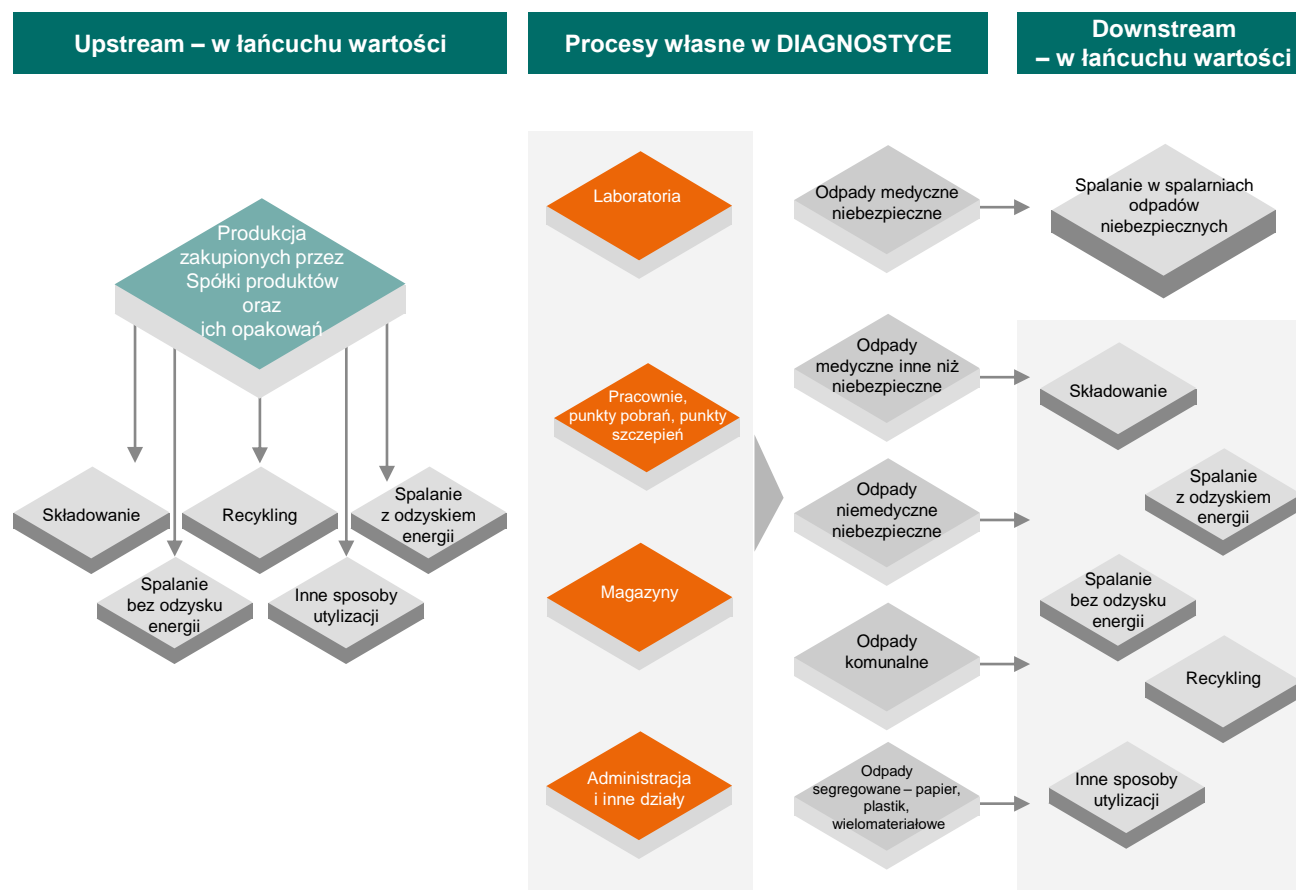 Upstream – w łańcuchu wartości
Procesy własne w DIAGNOSTYCE
Downstream
– w łańcuchu wartości
Produkcja
zakupionych przez
Spółki produktów
oraz
ich opakowań
Składowanie
Recykling
Spalanie
z odzyskiem
energii
Spalanie
bez odzysku
energii
Inne sposoby
utylizacji
Laboratoria
Pracownie,
punkty pobrań, punkty
szczepień
Magazyny
Administracja
i inne działy
Odpady medyczne
niebezpieczne
Odpady
medyczne inne niż
niebezpieczne
Odpady
niemedyczne
niebezpieczne
Odpady
komunalne
Odpady
segregowane – papier,
plastik,
wielomateriałowe
Spalanie w spalarniach
odpadów
niebezpiecznych
Składowanie
Spalanie
z odzyskiem
energii
Spalanie
bez odzysku
energii
Recykling
Inne sposoby
utylizacji